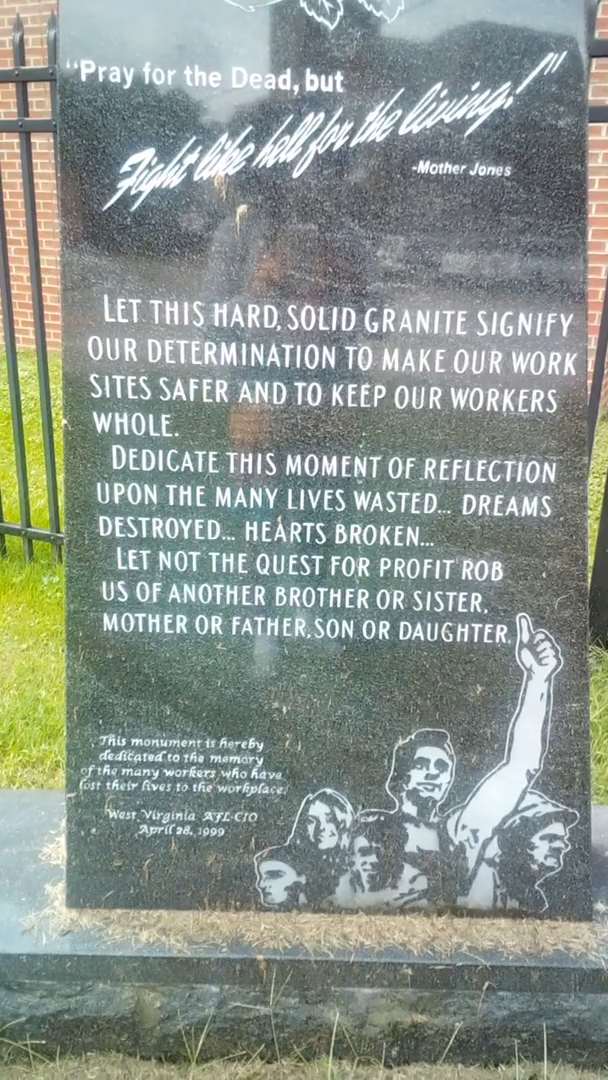 “Pray for the Dead, but
Fight like hell for the living!”
-Mother Jones
LET THIS HARD, SOLID GRANITE SIGNIFY
OUR DETERMINATION TO MAKE OUR WORK
SITES SAFER AND TO KEEP OUR WORKERS
WHOLE.
DEDICATE THIS MOMENT OF REFLECTION
UPON THE MANY LIVES WASTED... DREAMS
DESTROYED... HEARTS BROKEN...
LET NOT THE QUEST FOR PROFIT ROB
US OF ANOTHER BROTHER OR SISTER,
MOTHER OR FATHER, SON OR DAUGHTER.
This monument is hereby
dedicated to the memory
of the many workers who have
lost their lives to the workplace.
West Virginia AFL-CIO
April 28, 1999